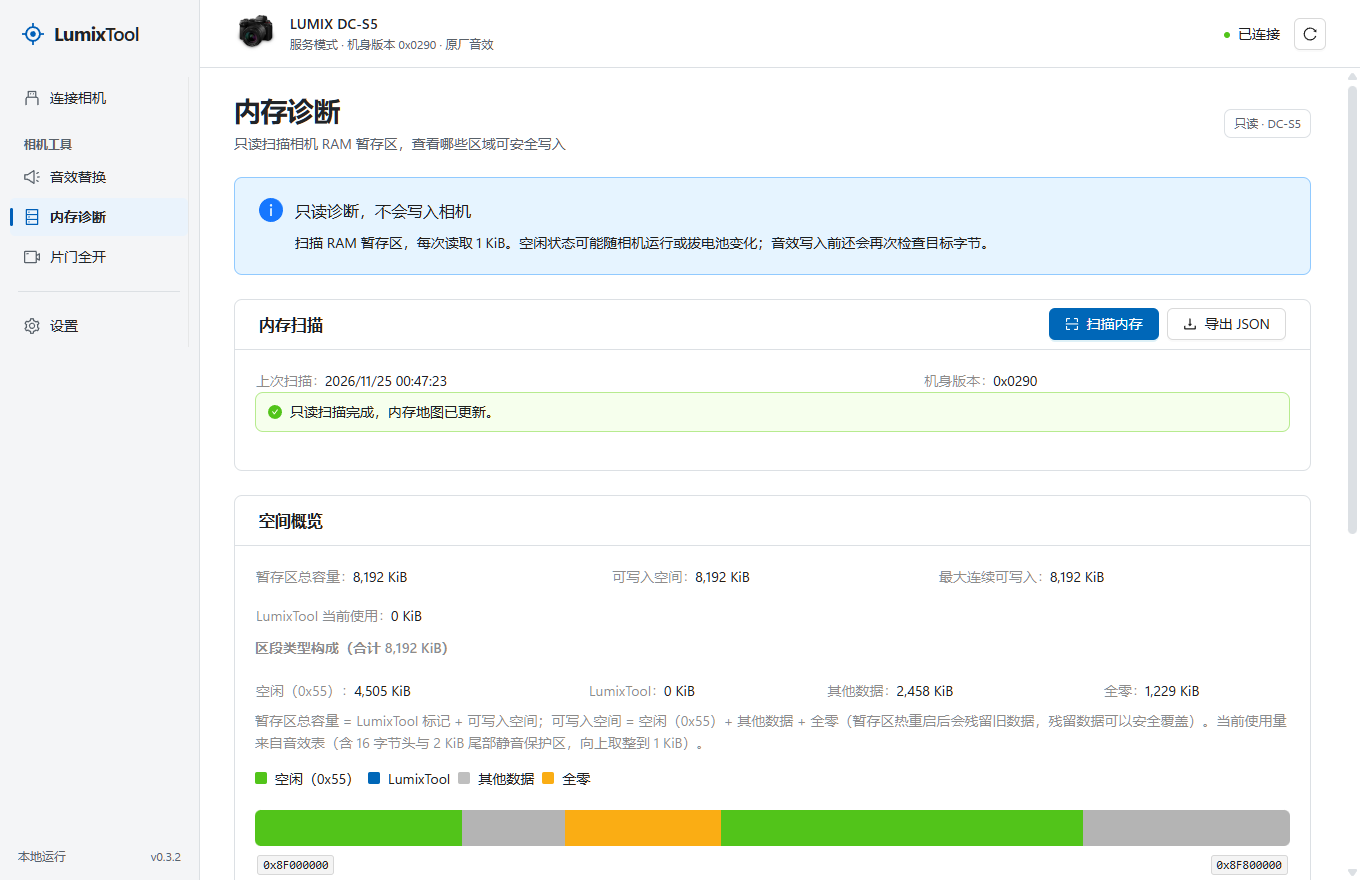 LumixTool
LUMIX DC-S5
服务模式 · 机身版本 0x0290 · 原厂音效
已连接
连接相机
相机工具
音效替换
内存诊断
片门全开
设置
本地运行
v0.3.2
内存诊断
只读扫描相机 RAM 暂存区，查看哪些区域可安全写入
只读 · DC-S5
只读诊断，不会写入相机
扫描 RAM 暂存区，每次读取 1 KiB。空闲状态可能随相机运行或拔电池变化；音效写入前还会再次检查目标字节。
内存扫描
扫描内存
导出 JSON
上次扫描： 2026/11/25 00:47:23
机身版本： 0x0290
只读扫描完成，内存地图已更新。
空间概览
暂存区总容量： 8,192 KiB
可写入空间： 8,192 KiB
最大连续可写入： 8,192 KiB
LumixTool 当前使用： 0 KiB
区段类型构成（合计 8,192 KiB）
空闲（0x55）： 4,505 KiB
LumixTool： 0 KiB
其他数据： 2,458 KiB
全零： 1,229 KiB
暂存区总容量 = LumixTool 标记 + 可写入空间；可写入空间 = 空闲（0x55）+ 其他数据 + 全零（暂存区热重启后会残留旧数据，残留数据可以安全覆盖）。当前使用量
来自音效表（含 16 字节头与 2 KiB 尾部静音保护区，向上取整到 1 KiB）。
空闲（0x55） LumixTool 其他数据 全零
0x8F000000
0x8F800000